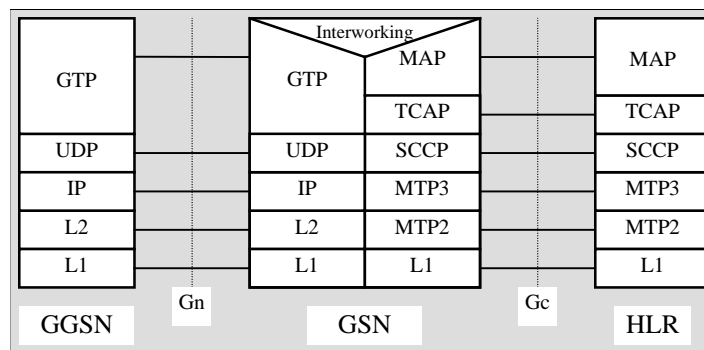 Interworking
GTP GTP MAP MAP
TCAP TCAP
UDP UDP SCCP SCCP
IP IP MTP3 MTP3
L2 L2 MTP2 MTP2
L1 L1 L1 L1
Gn Gc
GGSN GSN HLR